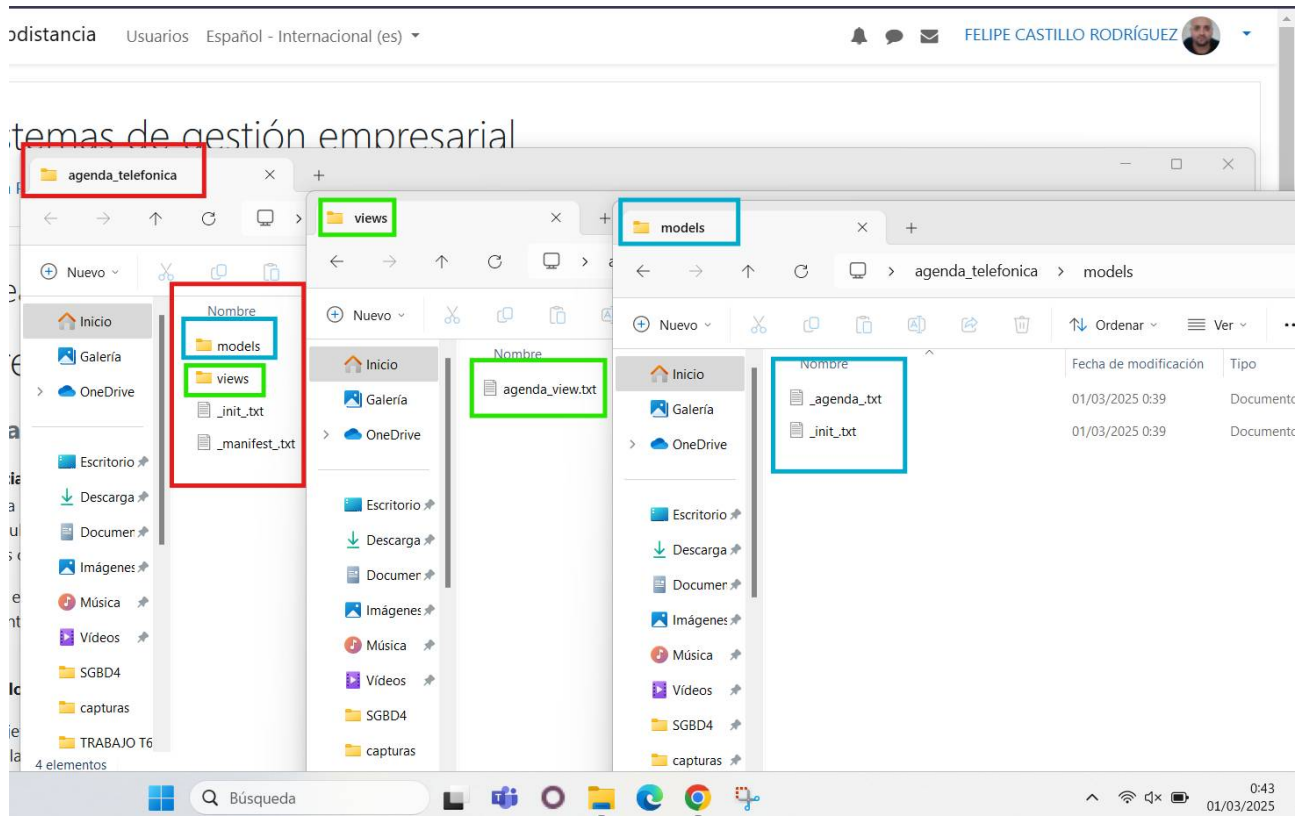 odistancia Usuarios Español - Internacional (es) FELIPE CASTILLO RODRÍGUEZ
temas de gestión empresarial
agenda_telefonica
Nuevo
Inicio
Galería
OneDrive
Escritorio
Descarga
Documer
Imágenes
Música
Vídeos
SGBD4
capturas
TRABAJO T6
4 elementos
Nombre
models
views
_init_.txt
_manifest_.txt
views
Nuevo
Inicio
Galería
OneDrive
Escritorio
Descarga
Documer
Imágenes
Música
Vídeos
SGBD4
capturas
Nombre
agenda_view.txt
models
agenda_telefonica > models
Nuevo Ordenar Ver
Inicio
Galería
OneDrive
Escritorio
Descarga
Documer
Imágenes
Música
Vídeos
SGBD4
capturas
Nombre Fecha de modificación Tipo
_agenda_.txt 01/03/2025 0:39 Documento
_init_.txt 01/03/2025 0:39 Documento
Búsqueda
0:43
01/03/2025